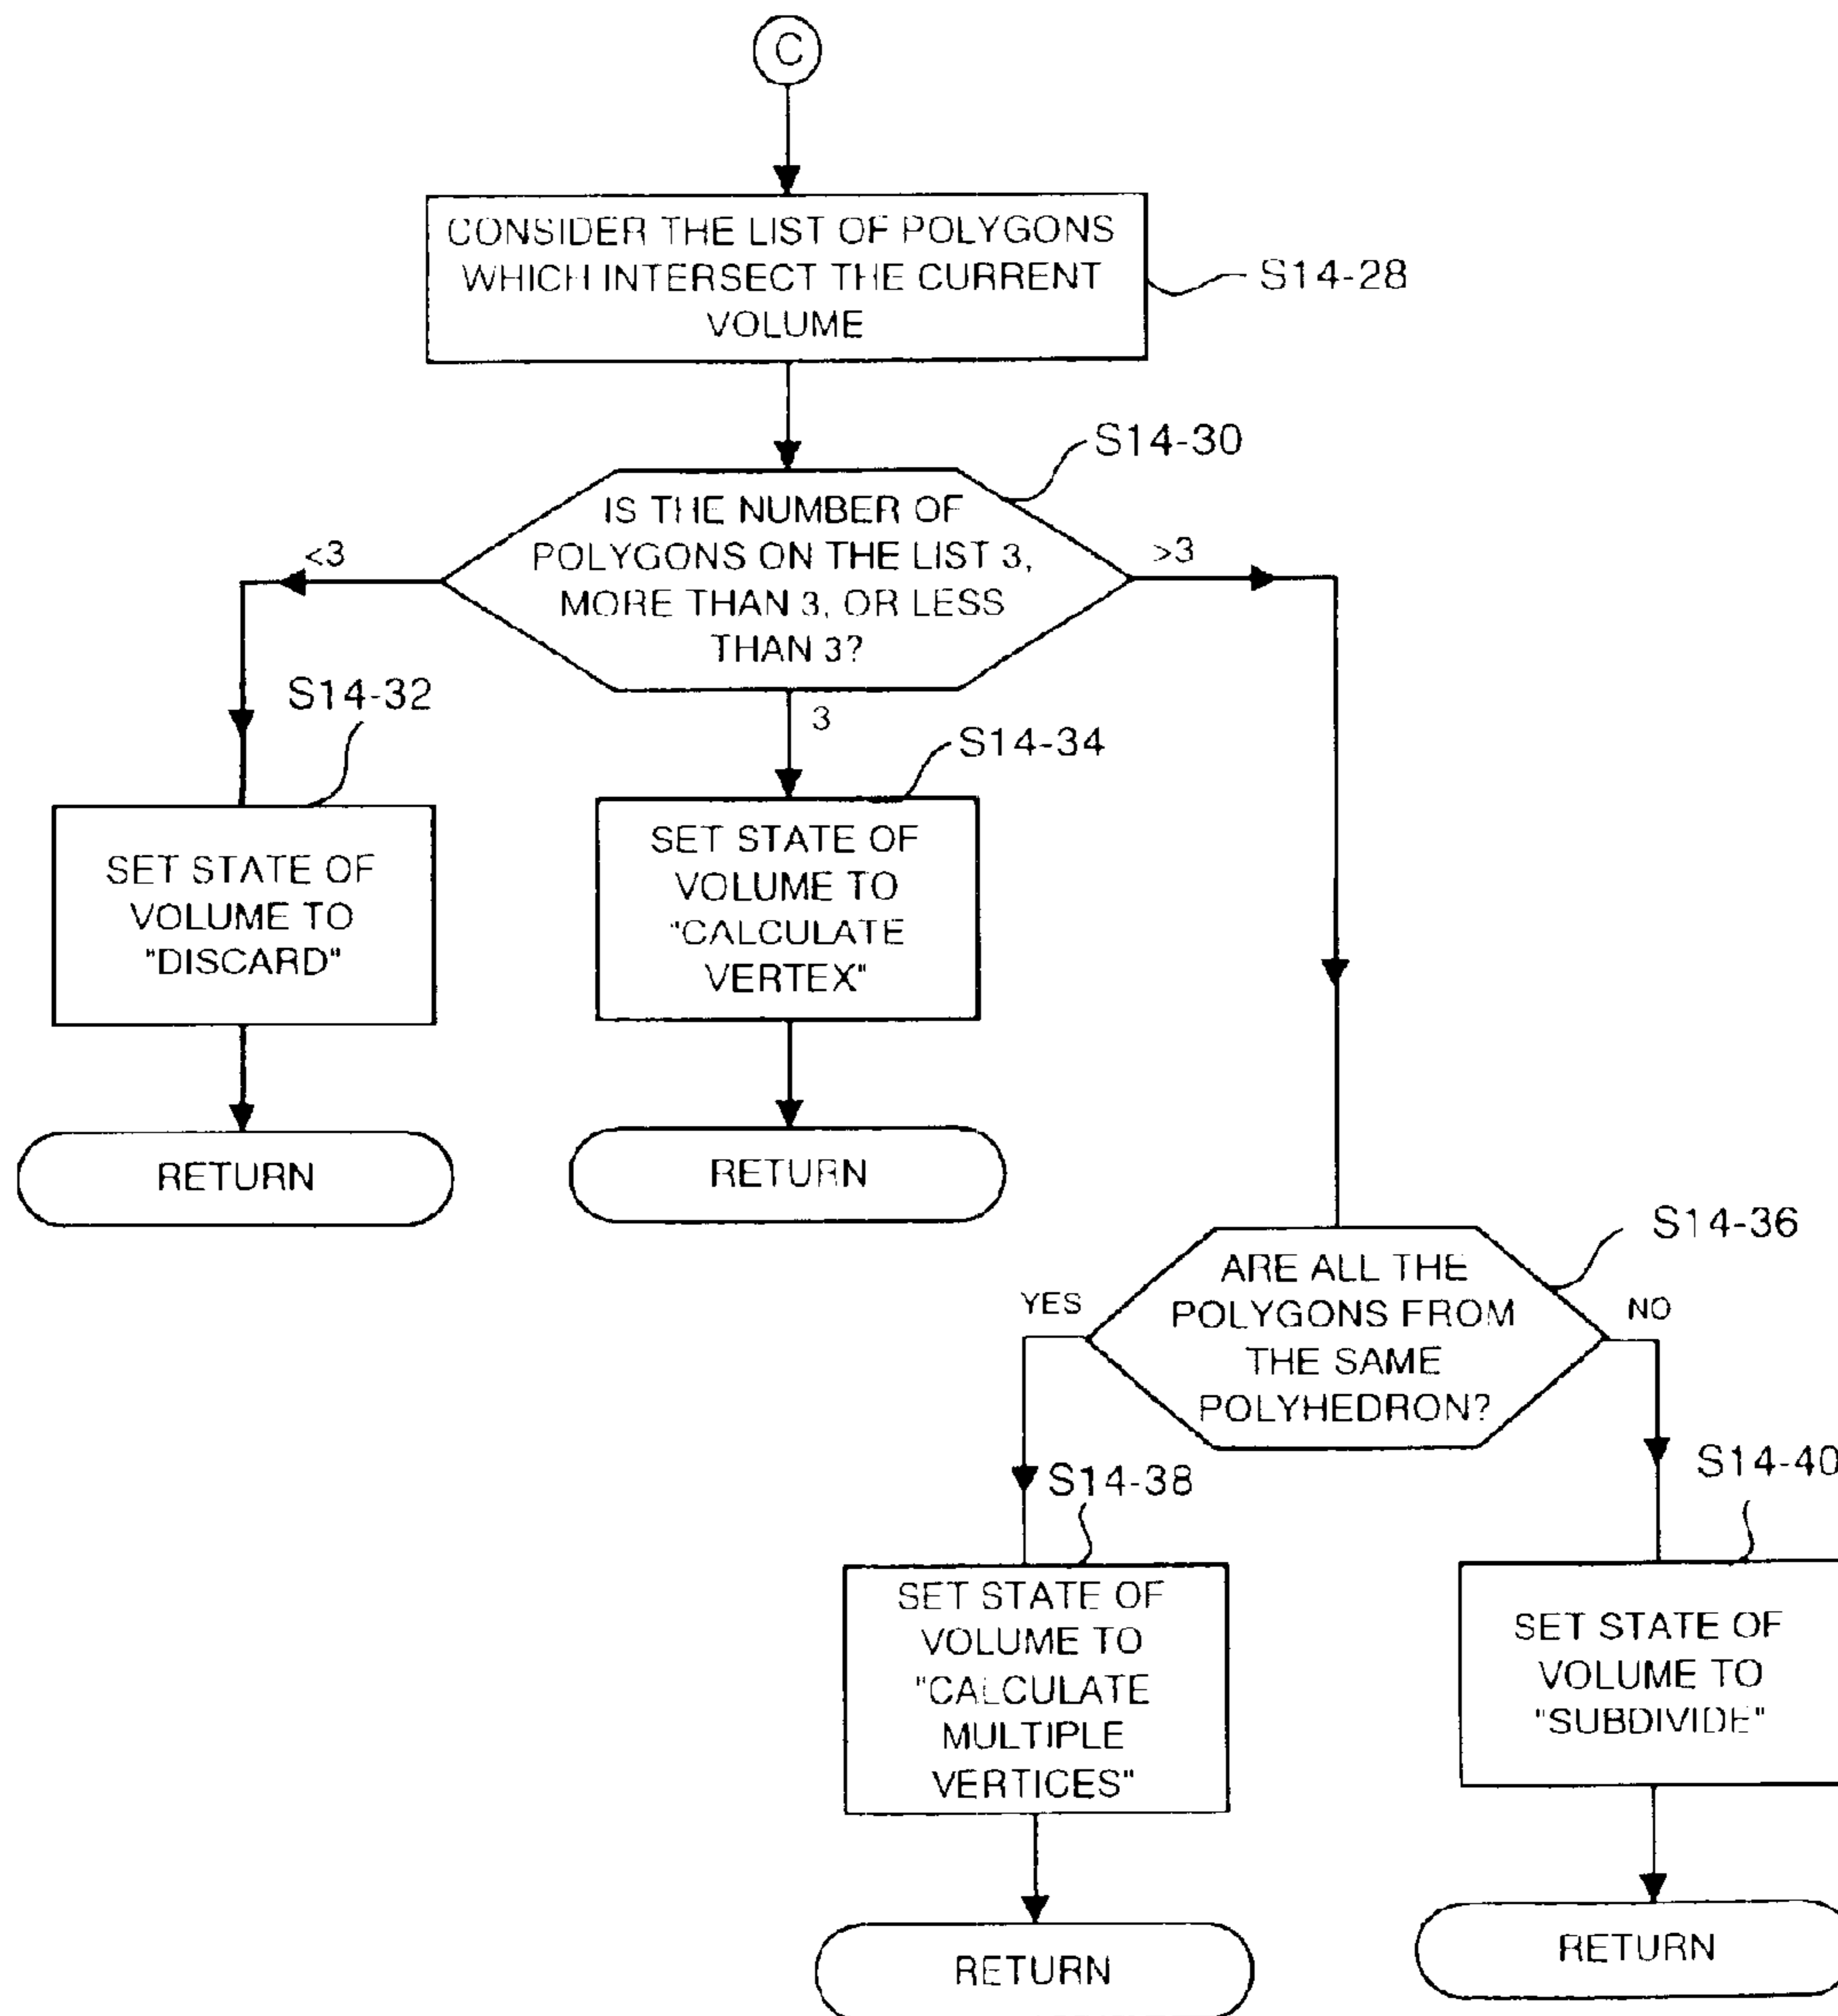 C
CONSIDER THE LIST OF POLYGONS
WHICH INTERSECT THE CURRENT
VOLUME
S14-28
S14-30
IS THE NUMBER OF
POLYGONS ON THE LIST 3,
MORE THAN 3, OR LESS
THAN 3?
<3
>3
3
S14-32
SET STATE OF
VOLUME TO
"DISCARD"
RETURN
S14-34
SET STATE OF
VOLUME TO
"CALCULATE
VERTEX"
RETURN
S14-36
ARE ALL THE
POLYGONS FROM
THE SAME
POLYHEDRON?
YES
NO
S14-38
SET STATE OF
VOLUME TO
"CALCULATE
MULTIPLE
VERTICES"
RETURN
S14-40
SET STATE OF
VOLUME TO
"SUBDIVIDE"
RETURN